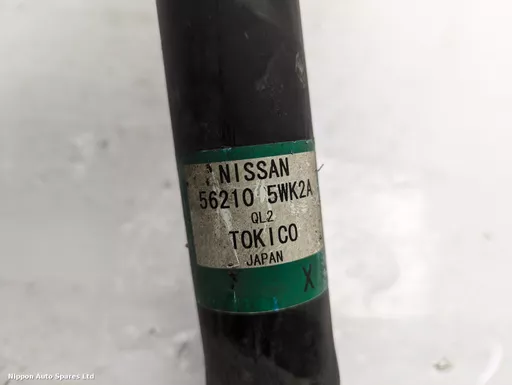 NISSAN
56210 5WK2A
QL2
TOKICO
JAPAN
X
Nippon Auto Spares Ltd